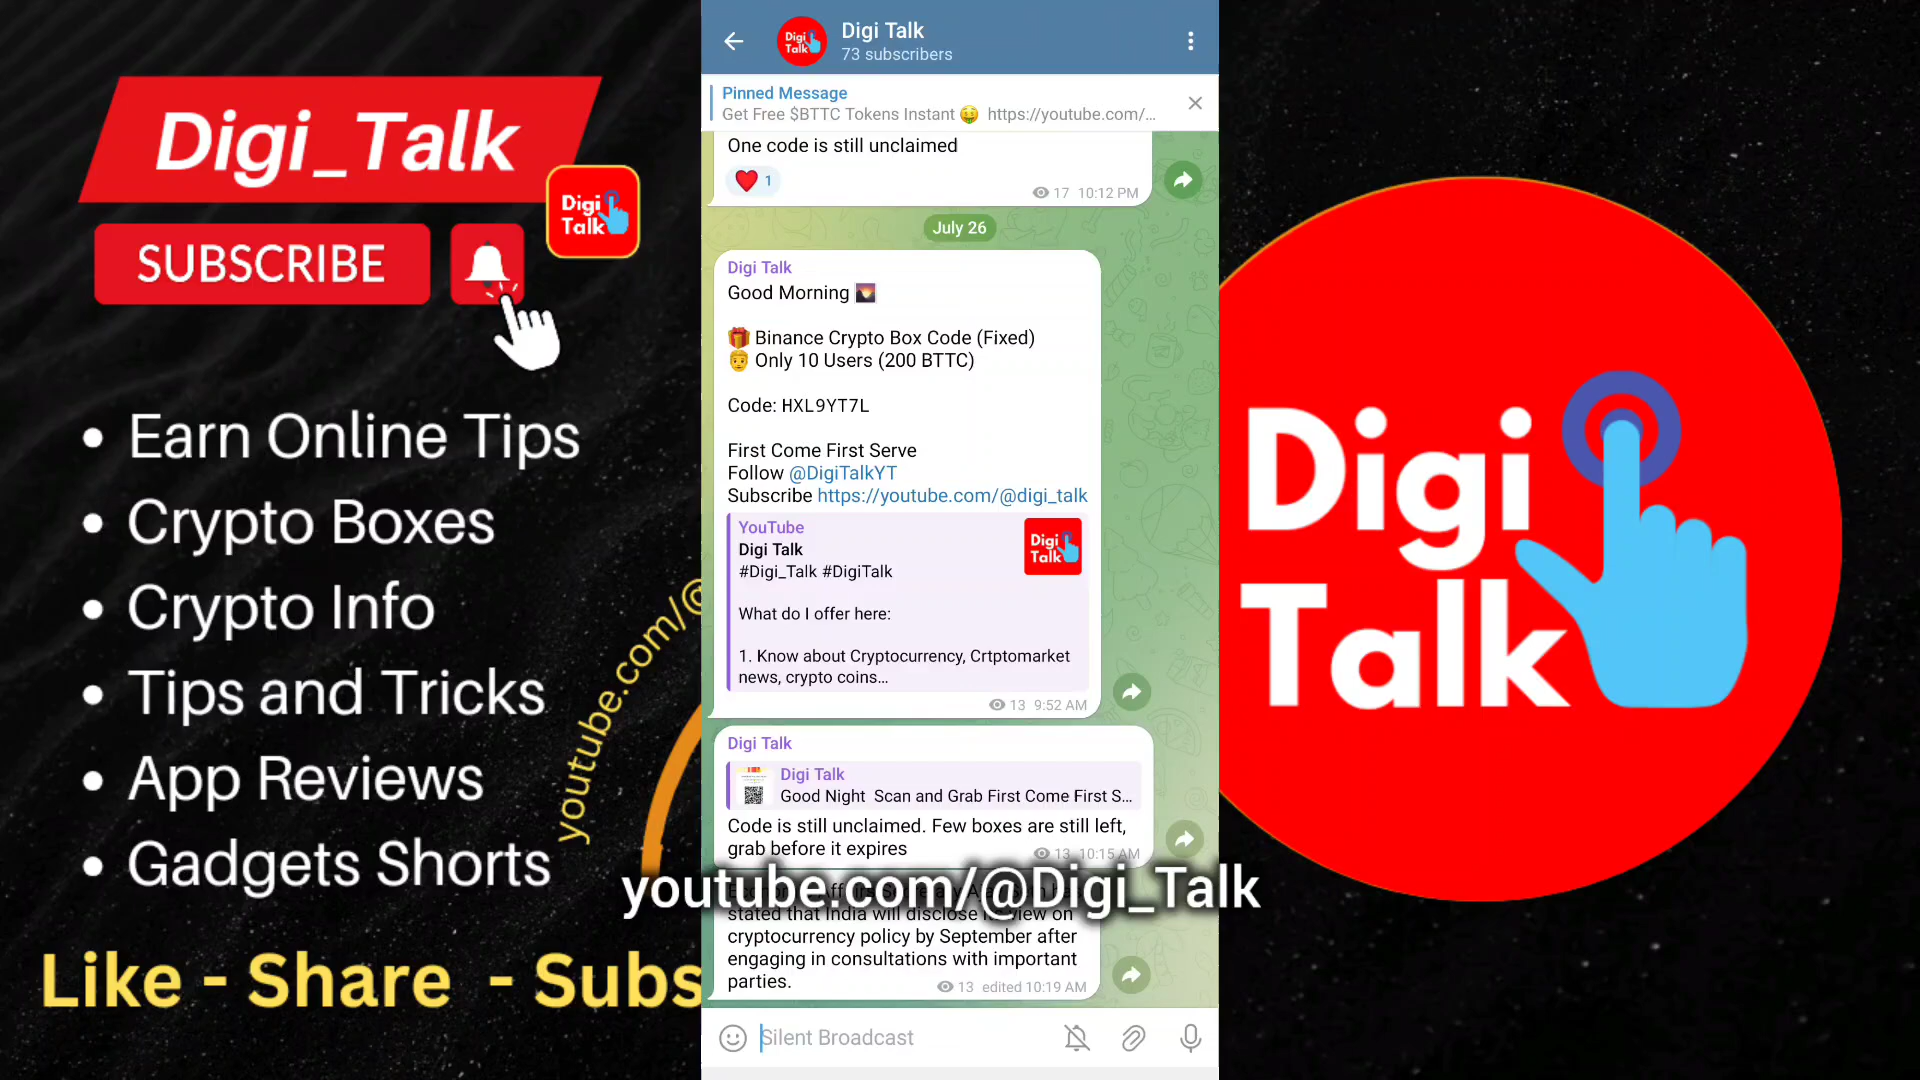 Digi_Talk
Digi
Talk
SUBSCRIBE
• Earn Online Tips
• Crypto Boxes
• Crypto Info
• Tips and Tricks
• App Reviews
• Gadgets Shorts
youtube.com/@
Like - Share - Subs
Digi
Talk
Digi Talk
73 subscribers
Pinned Message
Get Free $BTTC Tokens Instant 🤑 https://youtube.com/...
One code is still unclaimed
❤️ 1
17 10:12 PM
July 26
Digi Talk
Good Morning 🌄
🎁 Binance Crypto Box Code (Fixed)
👨 Only 10 Users (200 BTTC)
Code: HXL9YT7L
First Come First Serve
Follow @DigiTalkYT
Subscribe https://youtube.com/@digi_talk
YouTube
Digi Talk
#Digi_Talk #DigiTalk
Digi
Talk
What do I offer here:
1. Know about Cryptocurrency, Crtptomarket
news, crypto coins...
13 9:52 AM
Digi Talk
Digi Talk
Good Night Scan and Grab First Come First S...
Code is still unclaimed. Few boxes are still left,
grab before it expires
13 10:15 AM
youtube.com/@Digi_Talk
stated that India will disclose its view on
cryptocurrency policy by September after
engaging in consultations with important
parties.
13 edited 10:19 AM
Silent Broadcast
Digi
Talk